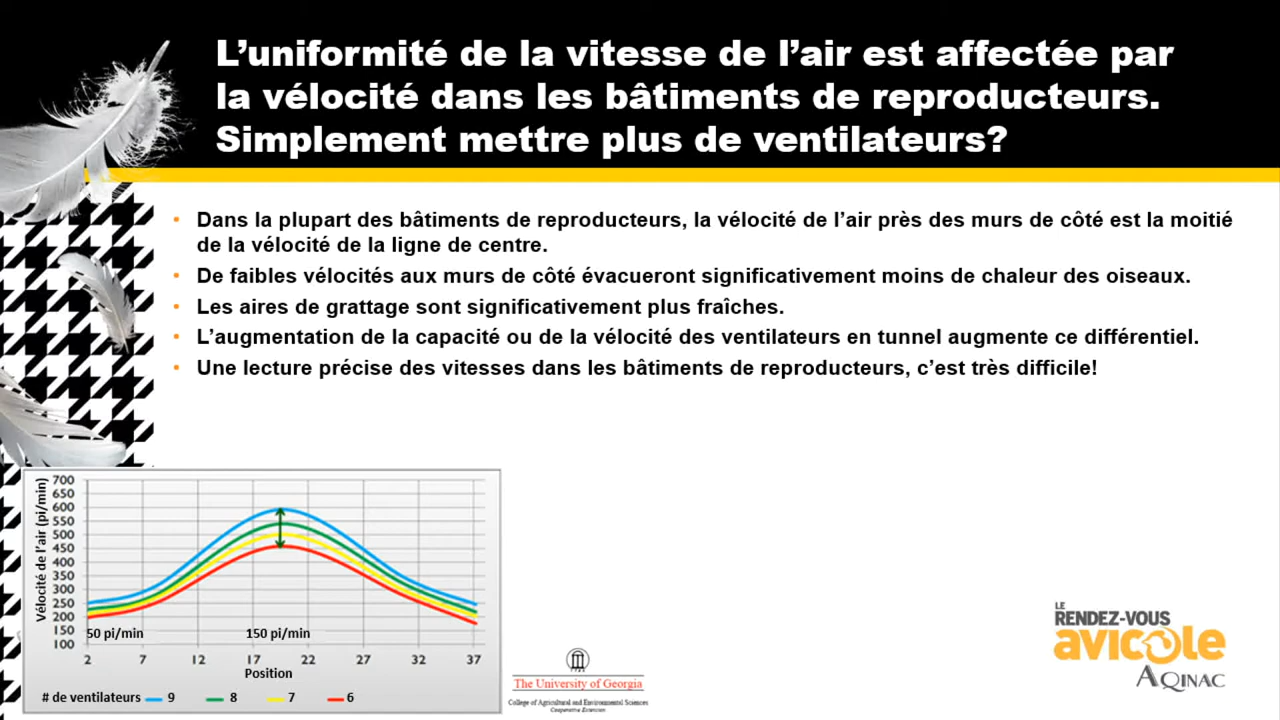 L’uniformité de la vitesse de l’air est affectée par
la vélocité dans les bâtiments de reproducteurs.
Simplement mettre plus de ventilateurs?
• Dans la plupart des bâtiments de reproducteurs, la vélocité de l’air près des murs de côté est la moitié
de la vélocité de la ligne de centre.
• De faibles vélocités aux murs de côté évacueront significativement moins de chaleur des oiseaux.
• Les aires de grattage sont significativement plus fraîches.
• L’augmentation de la capacité ou de la vélocité des ventilateurs en tunnel augmente ce différentiel.
• Une lecture précise des vitesses dans les bâtiments de reproducteurs, c’est très difficile!
Vélocité de l’air (pi/min)
700
650
600
550
500
450
400
350
300
250
200
150
100
50 pi/min 150 pi/min
2 7 12 17 22 27 32 37
Position
# de ventilateurs 9 8 7 6
The University of Georgia
College of Agricultural and Environmental Sciences
Cooperative Extension
LE
RENDEZ-VOUS
avicole
AQINAC